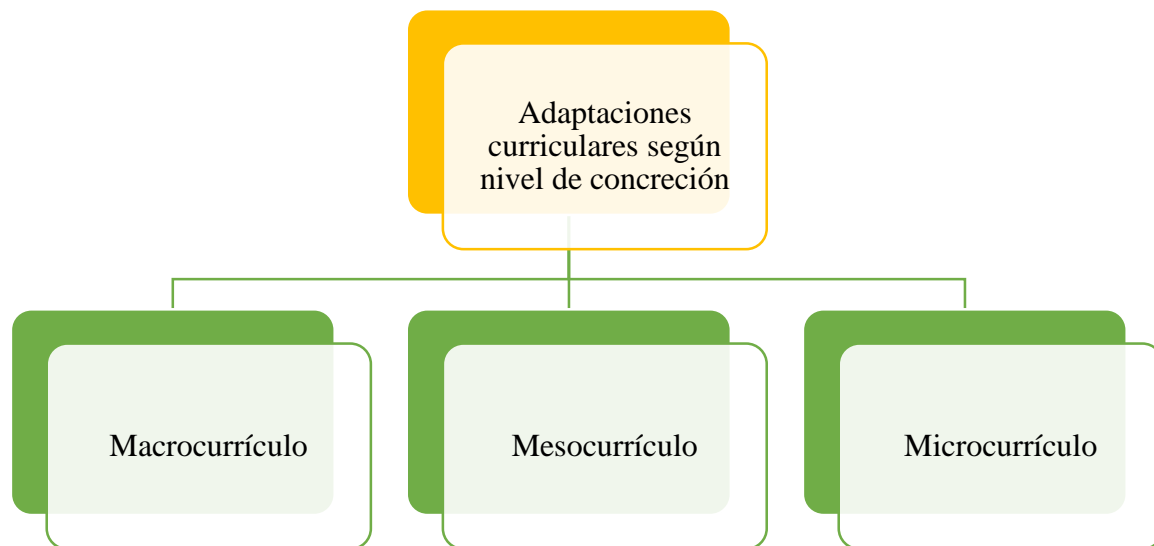 Adaptaciones
curriculares según
nivel de concreción
Macrocurrículo
Mesocurrículo
Microcurrículo